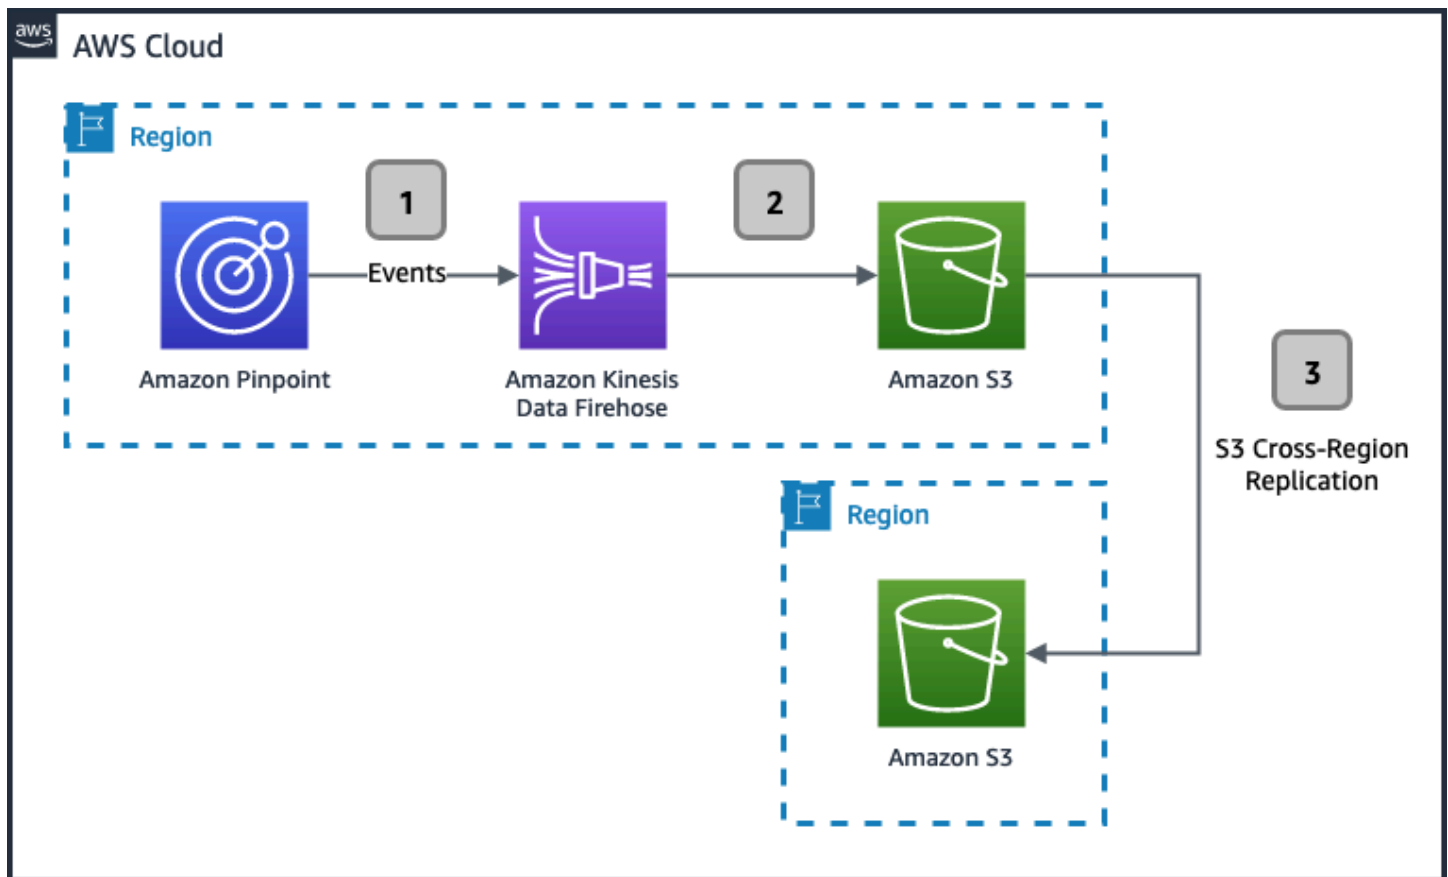 aws
AWS Cloud
Region
1
2
Events
Amazon Pinpoint
Amazon Kinesis
Data Firehose
Amazon S3
3
S3 Cross-Region
Replication
Region
Amazon S3